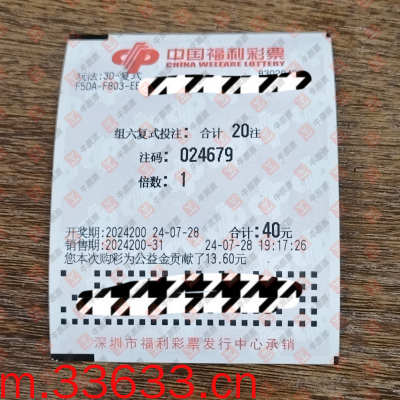 中国福利彩票
CHINA WELFARE LOTTERY
玩法:3D-复式
F5DA-F803-EE
组六复式投注: 合计 20注
注码: 024679
倍数: 1
开奖期:2024200 24-07-28 合计:40元
销售期:2024200-31 24-07-28 19:17:26
您本次购彩为公益金贡献了13.60元
深圳市福利彩票发行中心承销
m.33633.cn